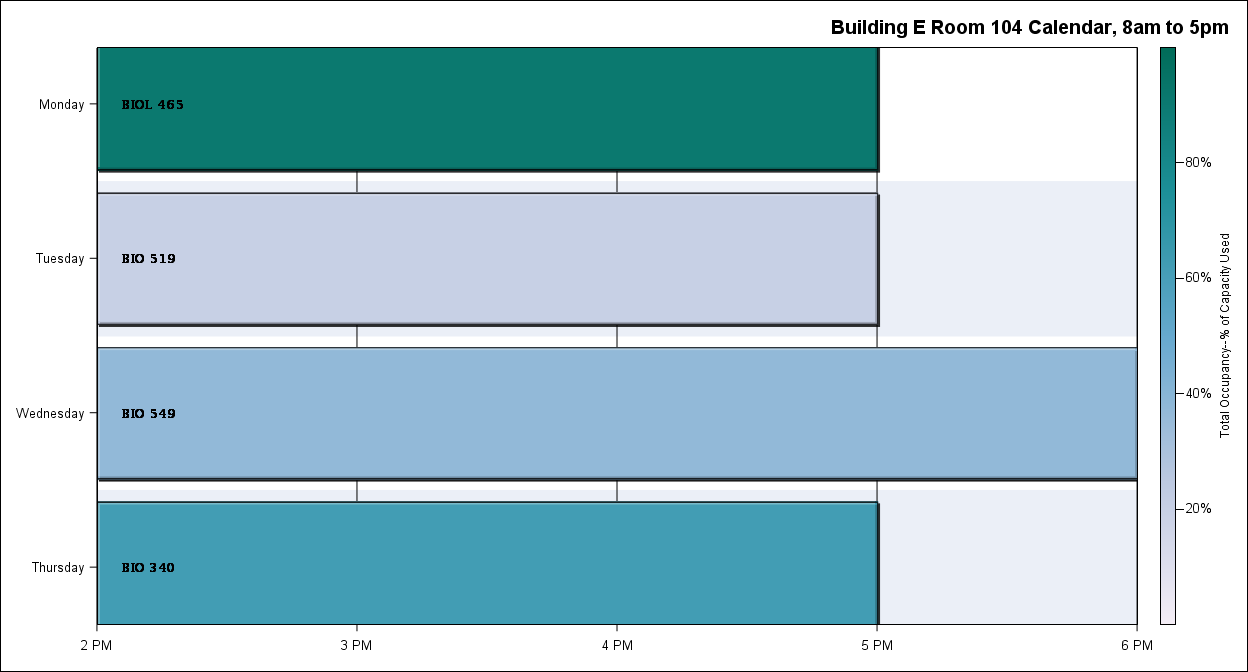 Building E Room 104 Calendar, 8am to 5pm
Monday
BIOL 465
Tuesday
BIO 519
Wednesday
BIO 549
Thursday
BIO 340
2 PM
3 PM
4 PM
5 PM
6 PM
80%
60%
40%
20%
Total Occupancy--% of Capacity Used